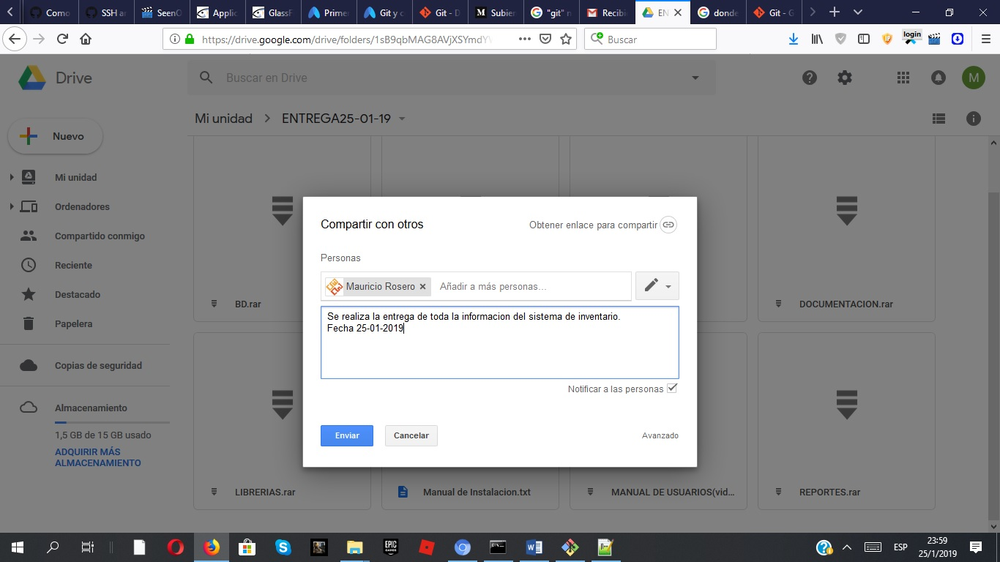 Como
SSH ar
SeenO
Applic
GlassF
Primer
Git y c
Git - D
Subier
"git" n
Recibi
EN
donde
Git - G
https://drive.google.com/drive/folders/1sB9qbMAG8AVjXSYmdYV
Buscar
login
Drive
Buscar en Drive
M
Mi unidad
ENTREGA25-01-19
Nuevo
Mi unidad
Ordenadores
Compartido conmigo
Reciente
Destacado
Papelera
Copias de seguridad
Almacenamiento
1,5 GB de 15 GB usado
ADQUIRIR MÁS
ALMACENAMIENTO
BD.rar
DOCUMENTACION.rar
Compartir con otros
Obtener enlace para compartir
Personas
Mauricio Rosero
Añadir a más personas...
Se realiza la entrega de toda la informacion del sistema de inventario.
Fecha 25-01-2019
Notificar a las personas
Enviar
Cancelar
Avanzado
LIBRERIAS.rar
Manual de Instalacion.txt
MANUAL DE USUARIOS(vid...
REPORTES.rar
EPIC
GAMES
ESP
23:59
25/1/2019